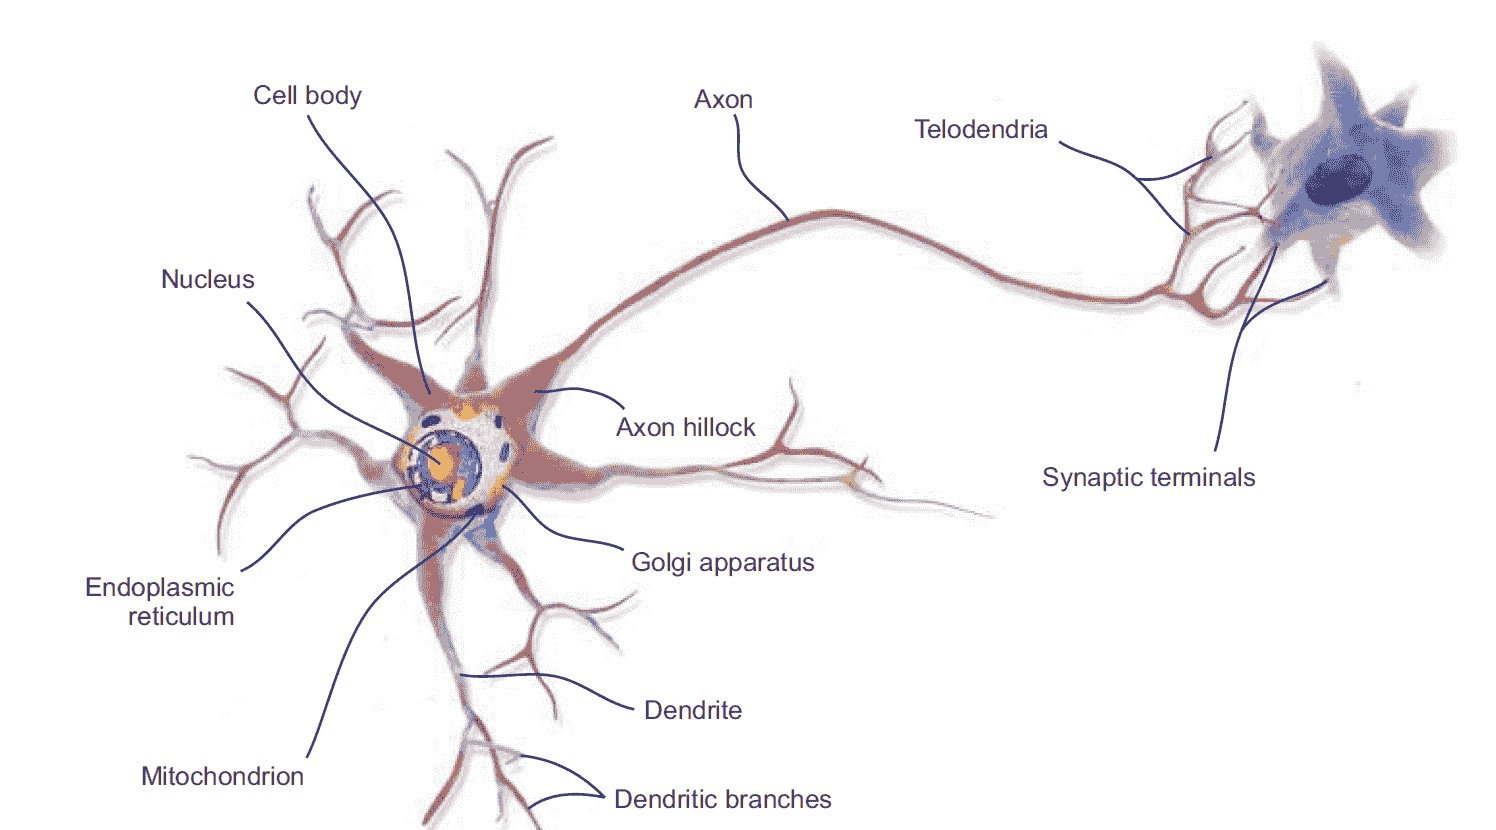 Cell body
Axon
Telodendria
Nucleus
Axon hillock
Synaptic terminals
Golgi apparatus
Endoplasmic
reticulum
Dendrite
Mitochondrion
Dendritic branches